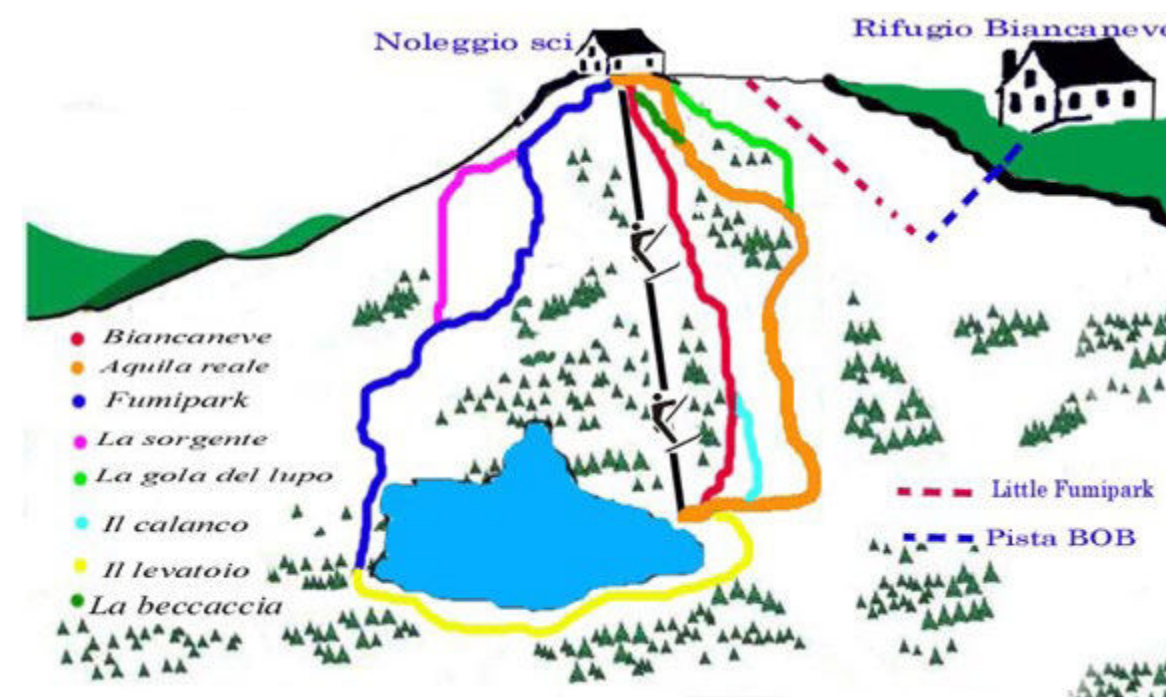 Noleggio sci
Rifugio Biancaneve
Biancaneve
Aquila reale
Fumipark
La sorgente
La gola del lupo
Il calanco
Il levatoio
La beccaccia
Little Fumipark
Pista BOB